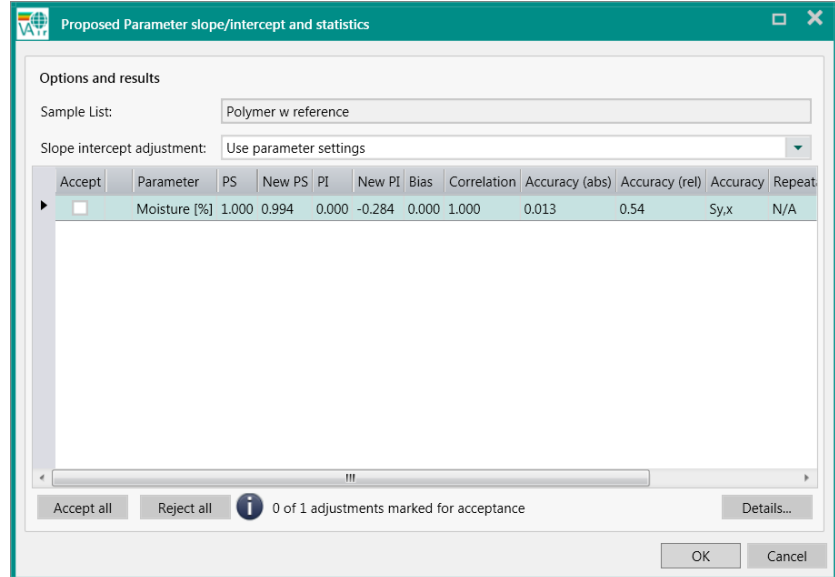 Proposed Parameter slope/intercept and statistics
Options and results
Sample List: Polymer w reference
Slope intercept adjustment: Use parameter settings
Accept Parameter PS New PS PI New PI Bias Correlation Accuracy (abs) Accuracy (rel) Accuracy Repeat
Moisture [%] 1.000 0.994 0.000 -0.284 0.000 1.000 0.013 0.54 Sy,x N/A
Accept all Reject all i 0 of 1 adjustments marked for acceptance Details...
OK Cancel